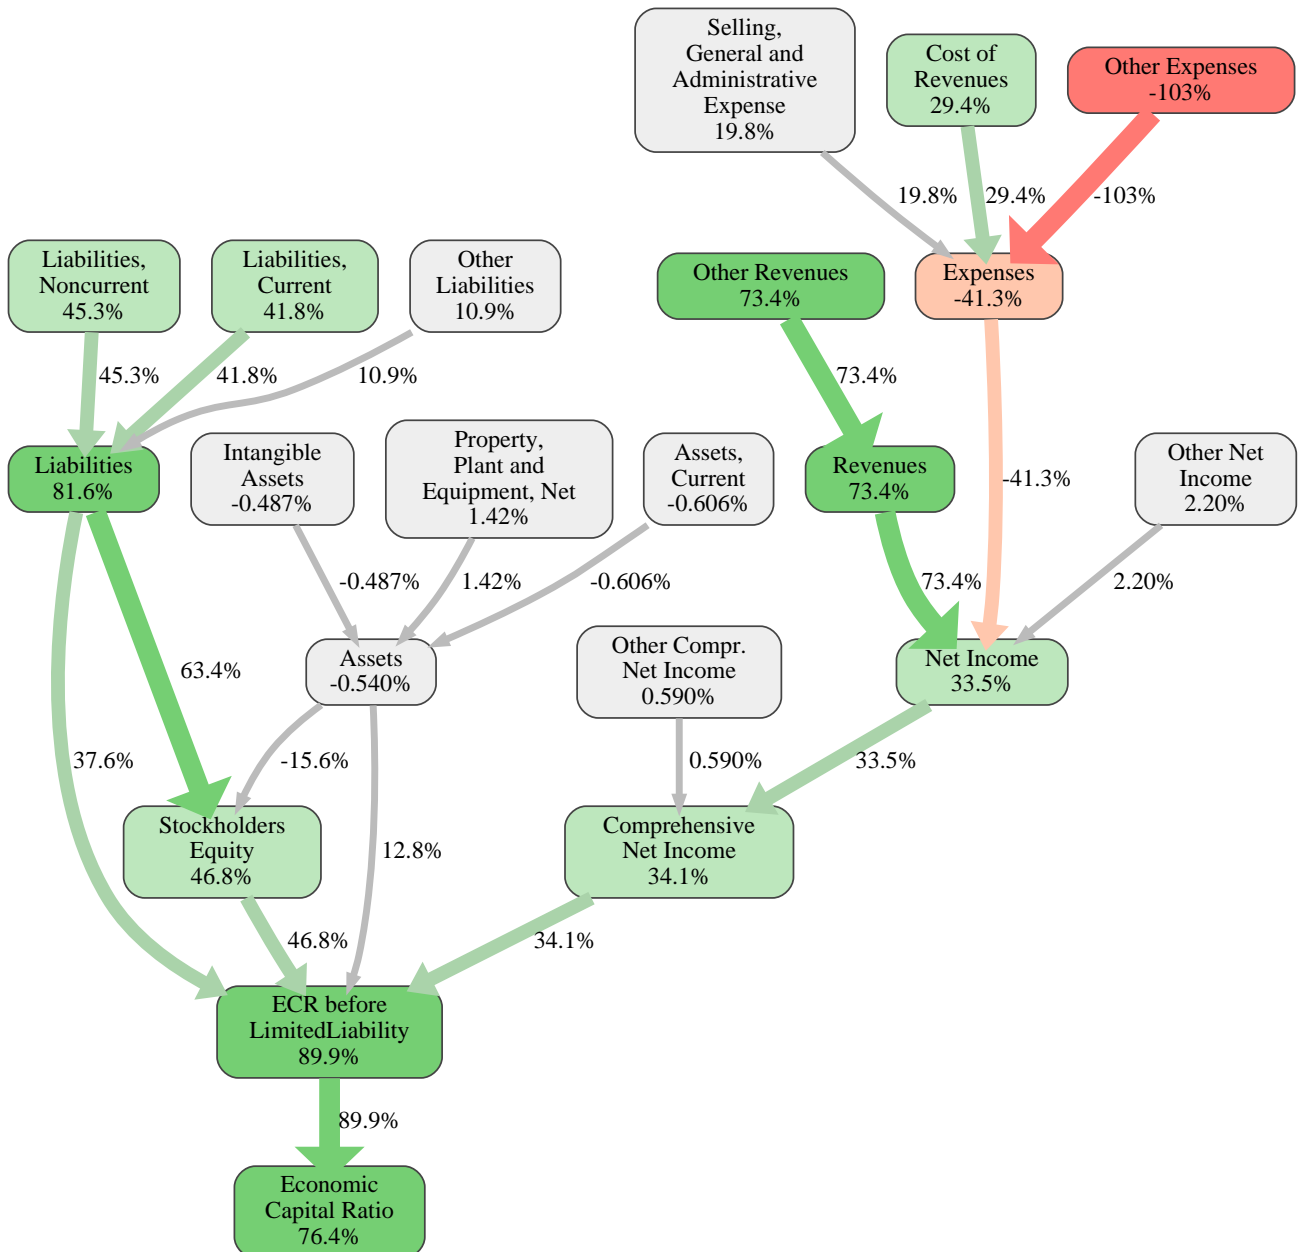 Selling,
General and
Administrative
Expense
19.8%
Cost of
Revenues
29.4%
Other Expenses
-103%
19.8%
29.4%
-103%
Liabilities,
Noncurrent
45.3%
Liabilities,
Current
41.8%
Other
Liabilities
10.9%
Other Revenues
73.4%
Expenses
-41.3%
45.3%
41.8%
10.9%
73.4%
Liabilities
81.6%
Intangible
Assets
-0.487%
Property,
Plant and
Equipment, Net
1.42%
Assets,
Current
-0.606%
Revenues
73.4%
-41.3%
Other Net
Income
2.20%
-0.487%
1.42%
-0.606%
73.4%
2.20%
63.4%
Assets
-0.540%
Other Compr.
Net Income
0.590%
Net Income
33.5%
37.6%
-15.6%
0.590%
33.5%
Stockholders
Equity
46.8%
12.8%
Comprehensive
Net Income
34.1%
46.8%
34.1%
ECR before
LimitedLiability
89.9%
89.9%
Economic
Capital Ratio
76.4%